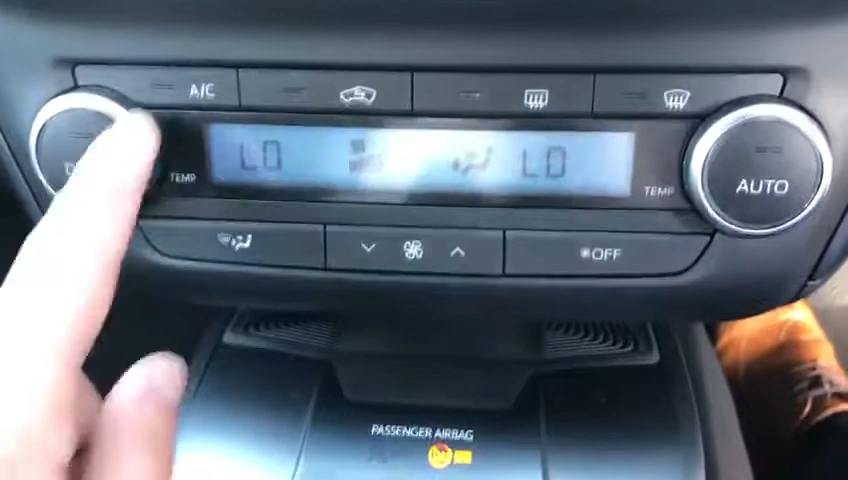 A/C
LO
LO
TEMP
TEMP
AUTO
OFF
PASSENGER AIRBAG